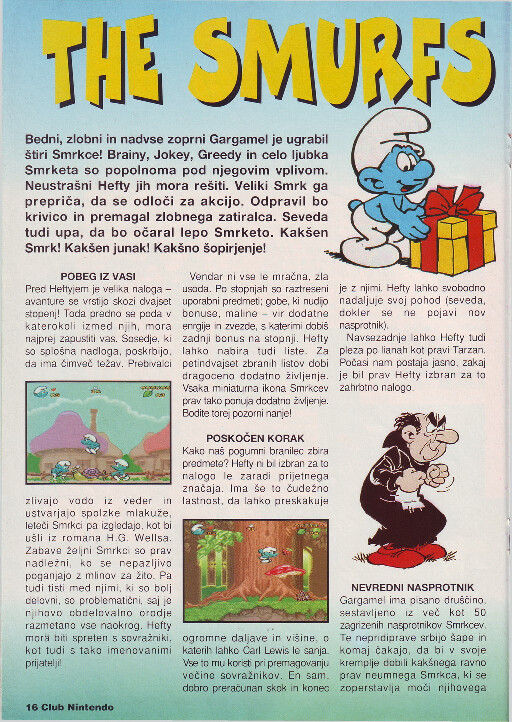 THE SMURFS
Bedni, zlobni in nadvse zoprni Gargamel je ugrabil
štiri Smrkce! Brainy, Jokey, Greedy in celo ljubka
Smrketa so popolnoma pod njegovim vplivom.
Neustrašni Hefty jih mora rešiti. Veliki Smrk ga
prepriča, da se odloči za akcijo. Odpravil bo
krivico in premagal zlobnega zatiralca. Seveda
tudi upa, da bo očaral lepo Smrketo. Kakšen
Smrk! Kakšen junak! Kakšno šopirjenje!
POBEG IZ VASI
Pred Heftyjem je velika naloga –
avanture se vrstijo skozi dvajset
stopenj! Toda predno se poda v
katerokoli izmed njih, mora
najprej zapustiti vas. Sosedje, ki
so splošna nadloga, poskrbijo,
da ima čimveč težav. Prebivalci
zlivajo vodo iz veder in
ustvarjajo spolzke mlakuže,
leteči Smrkci pa izgledajo, kot bi
ušli iz romana H.G. Wellsa.
Zabave željni Smrkci so prav
nadležni, ko se nepazljivo
poganjajo z mlinov za žito. Pa
tudi tisti med njimi, ki so bolj
delovni, so problematični, saj je
njihovo obdelovalno orodje
razmetano vse naokrog. Hefty
mora biti spreten s sovražniki,
kot tudi s tako imenovanimi
prijatelji!
Vendar ni vse le mračna, zla
usoda. Po stopnjah so raztreseni
uporabni predmeti; gobe, ki nudijo
bonuse, maline – vir dodatne
enrgije in zvezde, s katerimi dobiš
zadnji bonus na stopnji. Hefty
lahko nabira tudi liste. Za
petindvajset zbranih listov dobi
dragoceno dodatno življenje.
Vsaka miniaturna ikona Smrkcev
prav tako ponuja dodatno življenje.
Bodite torej pozorni nanje!
POSKOČEN KORAK
Kako naš pogumni branilec zbira
predmete? Hefty ni bil izbran za to
nalogo le zaradi prijetnega
značaja. Ima še to čudežno
lastnost, da lahko preskakuje
ogromne daljave in višine, o
katerih lahko Carl Lewis le sanja.
Vse to mu koristi pri premagovanju
večine sovražnikov. En sam,
dobro preračunan skok in konec
je z njimi. Hefty lahko svobodno
nadaljuje svoj pohod (seveda,
dokler se ne pojavi nov
nasprotnik).
Navsezadnje lahko Hefty tudi
pleza po lianah kot pravi Tarzan.
Počasi nam postaja jasno, zakaj
je bil prav Hefty izbran za to
zahrbtno nalogo.
NEVREDNI NASPROTNIK
Gargamel ima pisano druščino,
sestavljeno iz več kot 50
zagrizenih nasprotnikov Smrkcev.
Te nepridiprave srbijo šape in
komaj čakajo, da bi v svoje
kremplje dobili kakšnega ravno
prav neumnega Smrkca, ki se
zoperstavlja moči njihovega
16 Club Nintendo